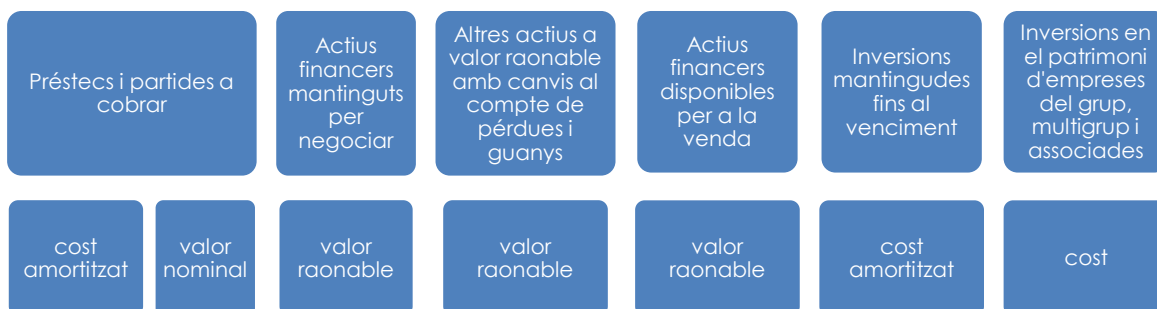 Préstecs i partides a
cobrar
Actius
financers
mantinguts
per
negociar
Altres actius a
valor raonable
amb canvis al
compte de
pérdues i
guanys
Actius
financers
disponibles
per a la
venda
Inversions
mantingudes
fins al
venciment
Inversions en
el patrimoni
d'empreses
del grup,
multigrup i
associades
cost
amortitzat
valor
nominal
valor
raonable
valor
raonable
valor
raonable
cost
amortitzat
cost